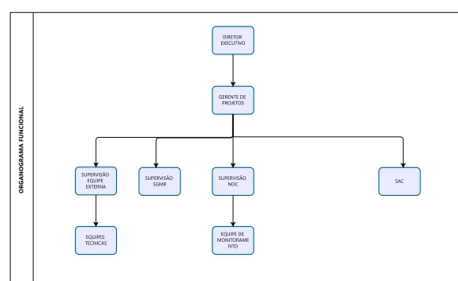 ORGANOGRAMA FUNCIONAL
DIRETOR
EXECUTIVO
GERENTE DE
PROJETOS
SUPERVISÃO
EQUIPE
EXTERNA
SUPERVISÃO
SGMR
SUPERVISÃO
NOC
SAC
EQUIPES
TECNICAS
EQUIPE DE
MONITORAME
NTO